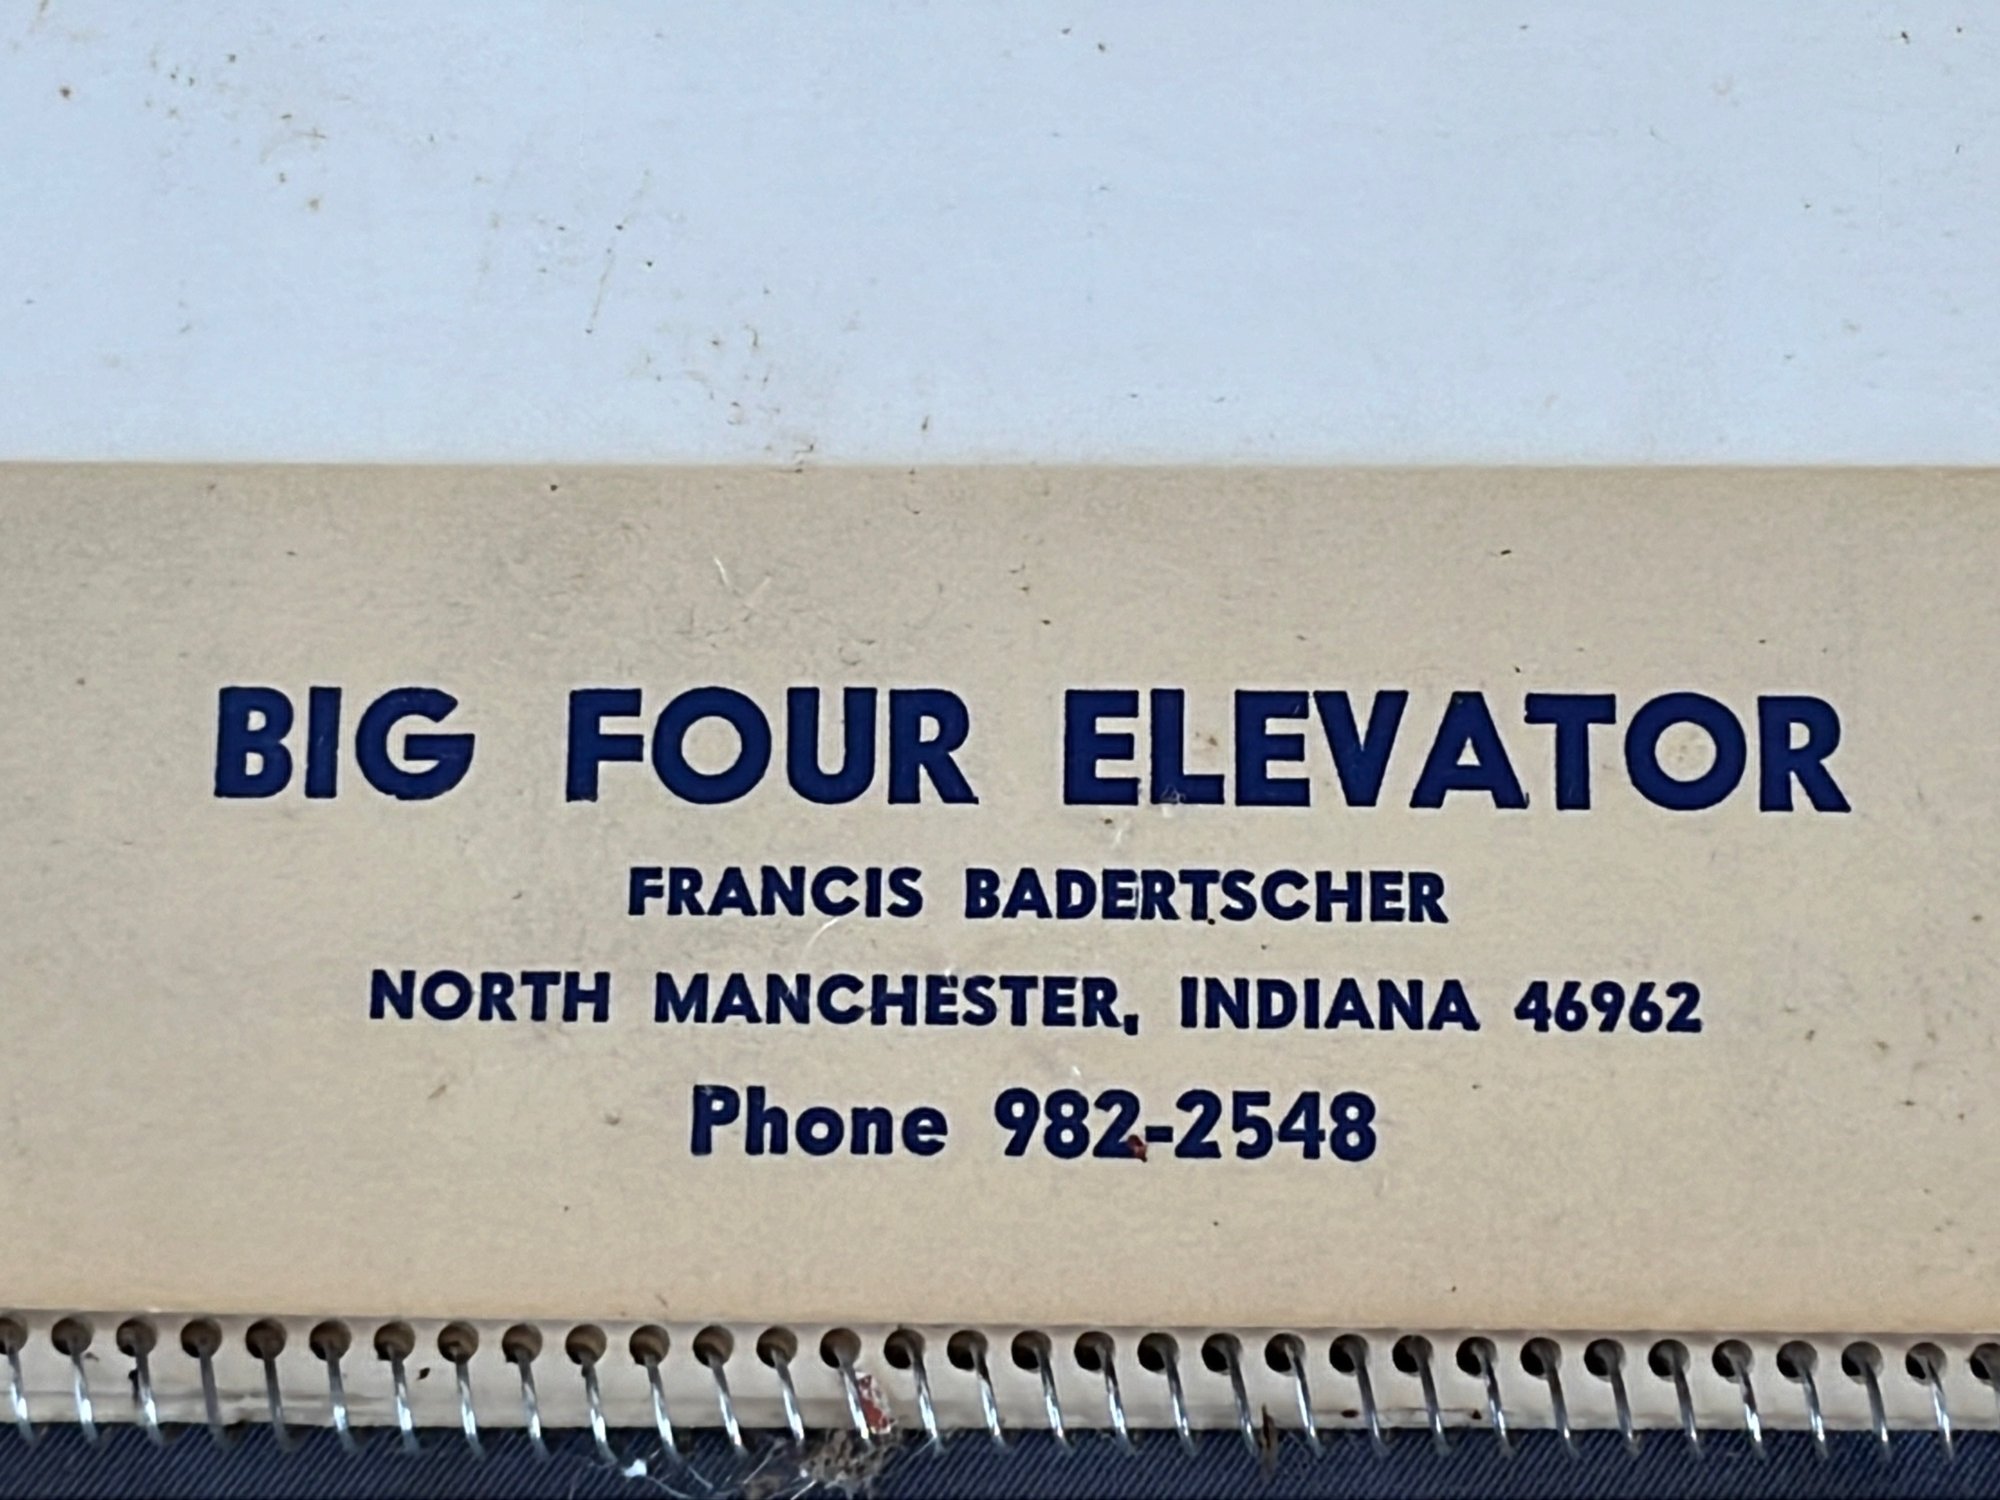 BIG FOUR ELEVATOR
FRANCIS BADERTSCHER
NORTH MANCHESTER, INDIANA 46962
Phone 982-2548